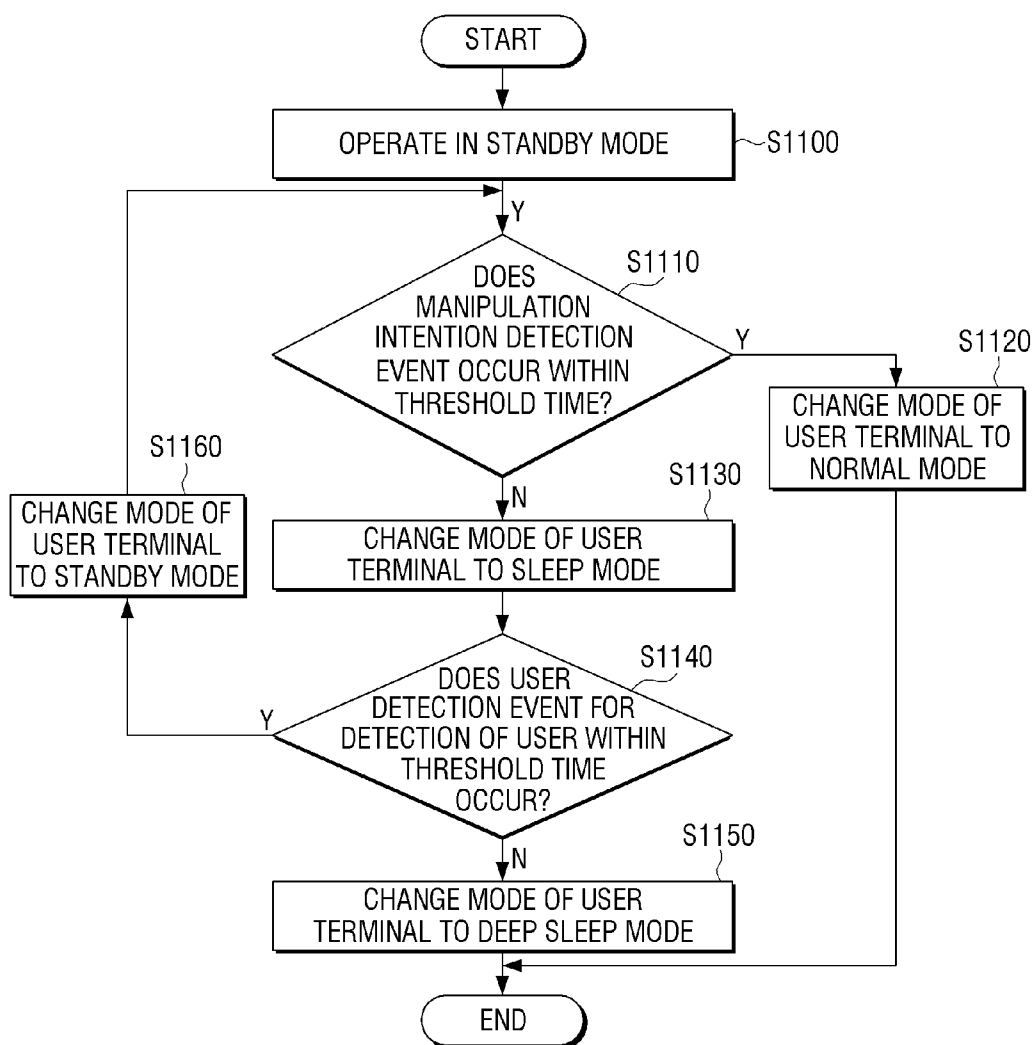 START
OPERATE IN STANDBY MODE
S1100
Y
S1110
DOES
MANIPULATION
INTENTION DETECTION
EVENT OCCUR WITHIN
THRESHOLD TIME?
Y
S1120
CHANGE MODE OF
USER TERMINAL TO
NORMAL MODE
S1160
CHANGE MODE OF
USER TERMINAL
TO STANDBY MODE
N
S1130
CHANGE MODE OF USER
TERMINAL TO SLEEP MODE
S1140
DOES USER
DETECTION EVENT FOR
DETECTION OF USER WITHIN
THRESHOLD TIME
OCCUR?
Y
N
S1150
CHANGE MODE OF USER
TERMINAL TO DEEP SLEEP MODE
END